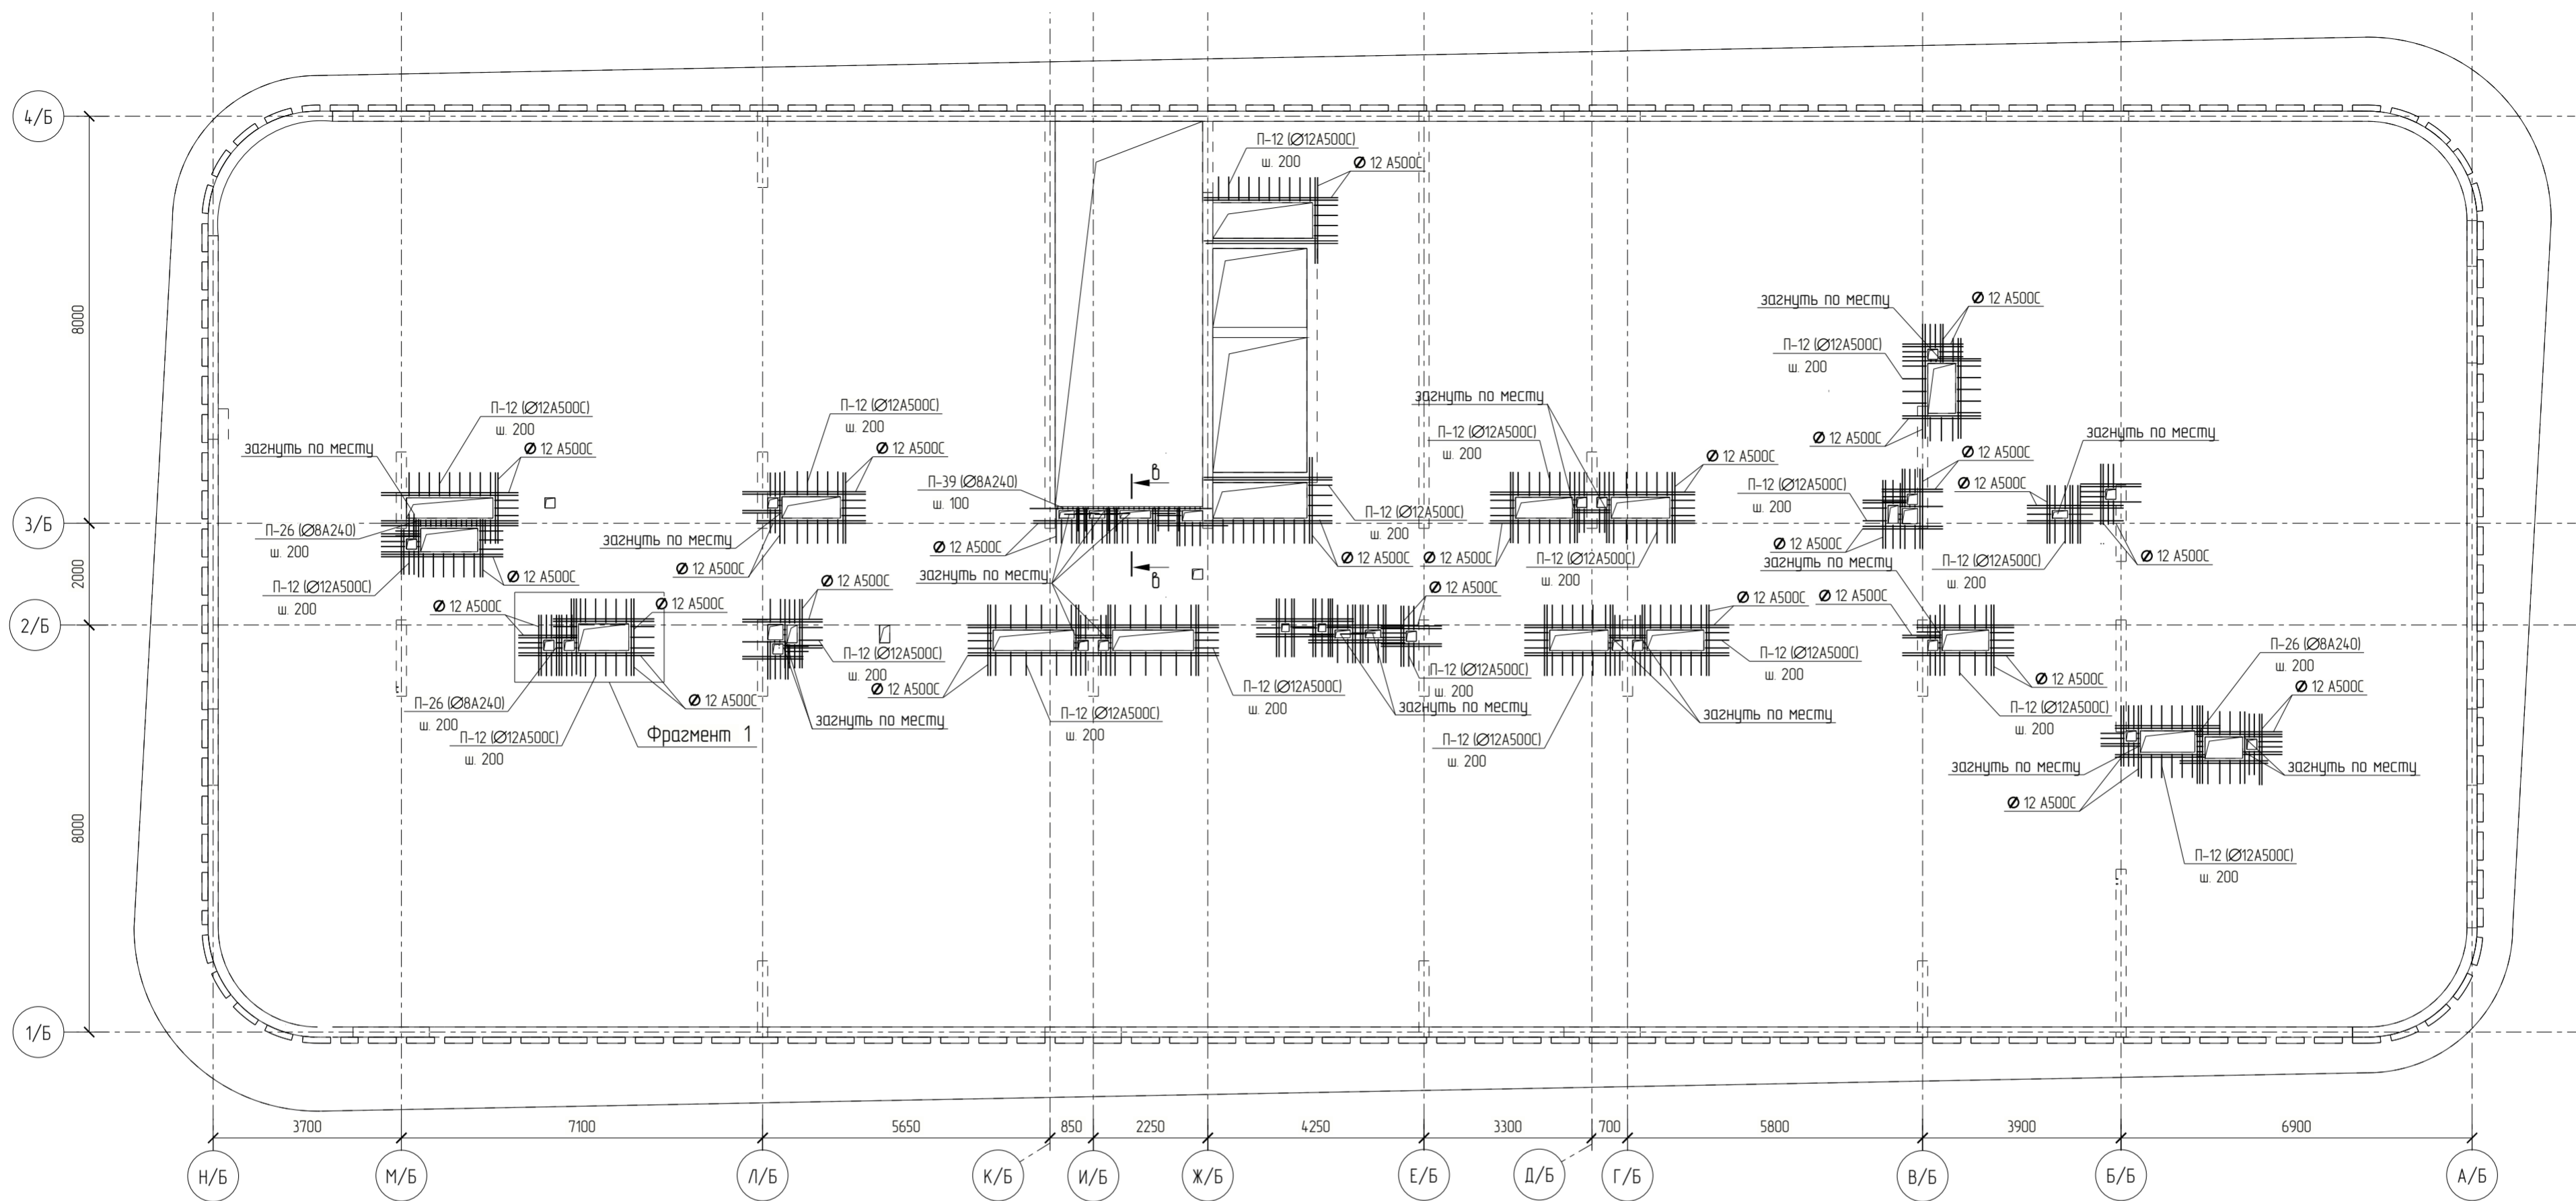 4/Б
П-12 (Ø12А500С)
ш. 200
Ø 12 А500С
8000
загнуть по месту
Ø 12 А500С
П-12 (Ø12А500С)
ш. 200
Ø 12 А500С
П-12 (Ø12А500С)
ш. 200
загнуть по месту
Ø 12 А500С
П-12 (Ø12А500С)
ш. 200
Ø 12 А500С
загнуть по месту
П-12 (Ø12А500С)
ш. 200
Ø 12 А500С
загнуть по месту
Ø 12 А500С
П-39 (Ø8А240)
ш. 100
В
П-12 (Ø12А500С)
ш. 200
Ø 12 А500С
П-12 (Ø12А500С)
ш. 200
Ø 12 А500С
3/Б
П-26 (Ø8А240)
ш. 200
загнуть по месту
Ø 12 А500С
Ø 12 А500С
Ø 12 А500С
Ø 12 А500С
П-12 (Ø12А500С)
ш. 200
Ø 12 А500С
П-12 (Ø12А500С)
ш. 200
Ø 12 А500С
2000
П-12 (Ø12А500С)
ш. 200
Ø 12 А500С
Ø 12 А500С
загнуть по месту
В
загнуть по месту
Ø 12 А500С
Ø 12 А500С
Ø 12 А500С
Ø 12 А500С
Ø 12 А500С
2/Б
П-12 (Ø12А500С)
ш. 200
Ø 12 А500С
П-12 (Ø12А500С)
ш. 200
П-12 (Ø12А500С)
ш. 200
П-12 (Ø12А500С)
ш. 200
П-26 (Ø8А240)
ш. 200
Ø 12 А500С
Ø 12 А500С
П-26 (Ø8А240)
ш. 200
Ø 12 А500С
загнуть по месту
П-12 (Ø12А500С)
ш. 200
загнуть по месту
загнуть по месту
П-12 (Ø12А500С)
ш. 200
П-12 (Ø12А500С)
ш. 200
Фрагмент 1
П-12 (Ø12А500С)
ш. 200
загнуть по месту
загнуть по месту
Ø 12 А500С
8000
П-12 (Ø12А500С)
ш. 200
1/Б
3700
7100
5650
850
2250
4250
3300
700
5800
3900
6900
Н/Б
М/Б
Л/Б
К/Б
И/Б
Ж/Б
Е/Б
Д/Б
Г/Б
В/Б
Б/Б
А/Б